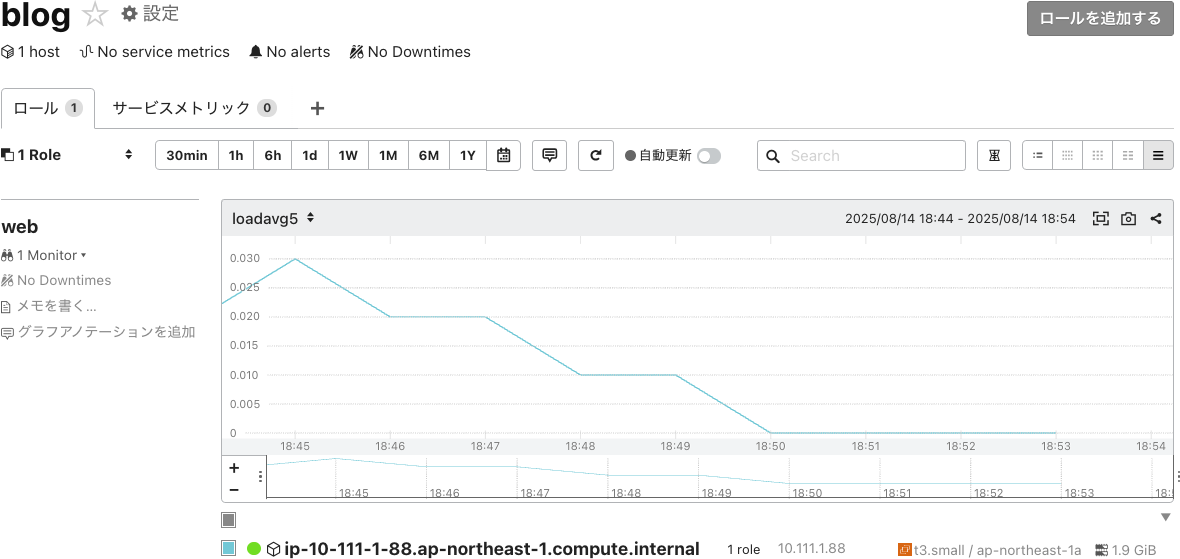 blog 設定 ロールを追加する
1 host No service metrics No alerts No Downtimes
ロール 1 サービスメトリック 0 +
1 Role 30min 1h 6h 1d 1W 1M 6M 1Y 自動更新 Search
web
1 Monitor
No Downtimes
メモを書く...
グラフアノテーションを追加
loadavg5 2025/08/14 18:44 - 2025/08/14 18:54
0.030
0.025
0.020
0.015
0.010
0.005
0
18:45 18:46 18:47 18:48 18:49 18:50 18:51 18:52 18:53 18:54
+
−
18:45 18:46 18:47 18:48 18:49 18:50 18:51 18:52 18:53 18:
ip-10-111-1-88.ap-northeast-1.compute.internal 1 role 10.111.1.88 t3.small / ap-northeast-1a 1.9 GiB